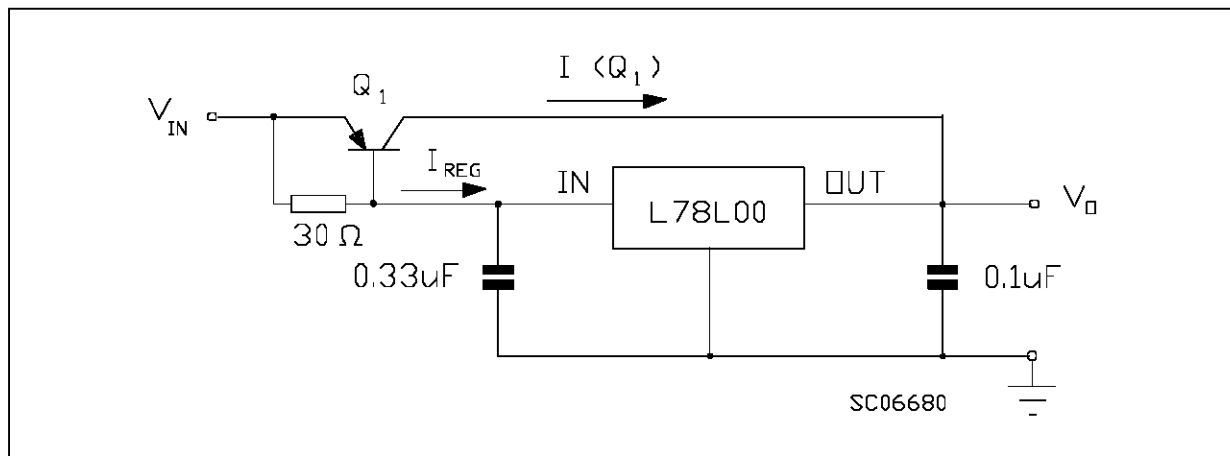 I (Q1)
Q1
VIN
IREG
IN
OUT
L78L00
VO
30 Ω
0.33uF
0.1uF
SC06680